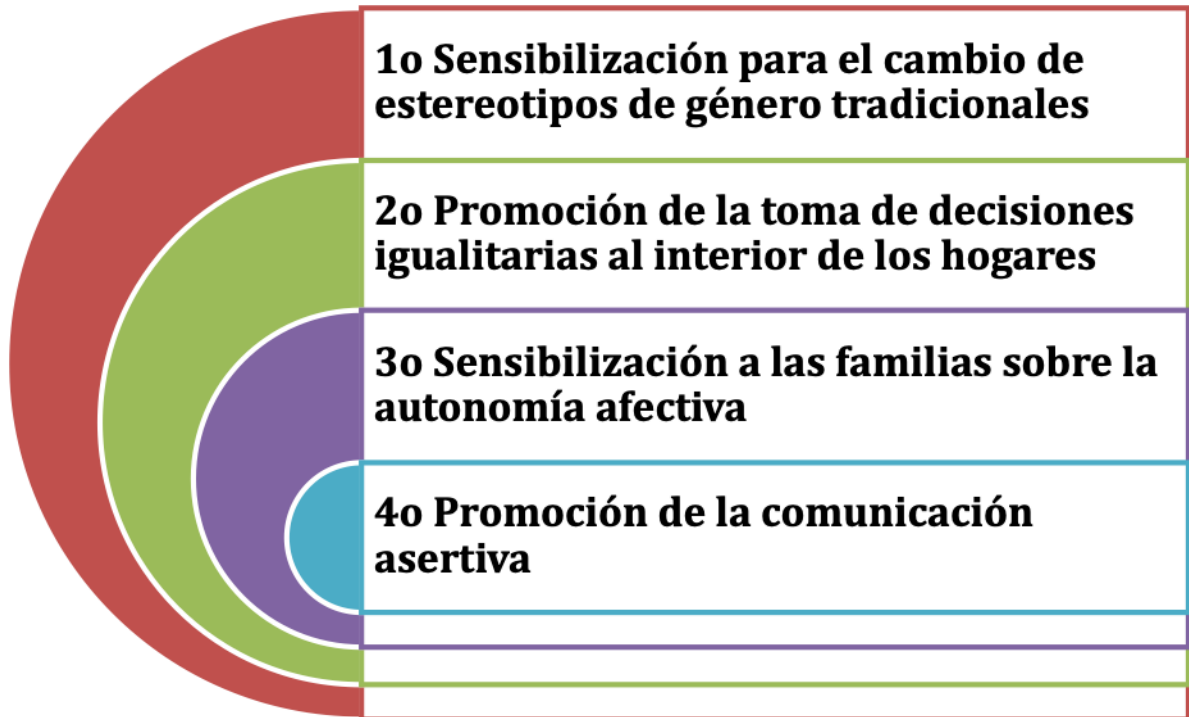 1o Sensibilización para el cambio de
estereotipos de género tradicionales
2o Promoción de la toma de decisiones
igualitarias al interior de los hogares
3o Sensibilización a las familias sobre la
autonomía afectiva
4o Promoción de la comunicación
asertiva